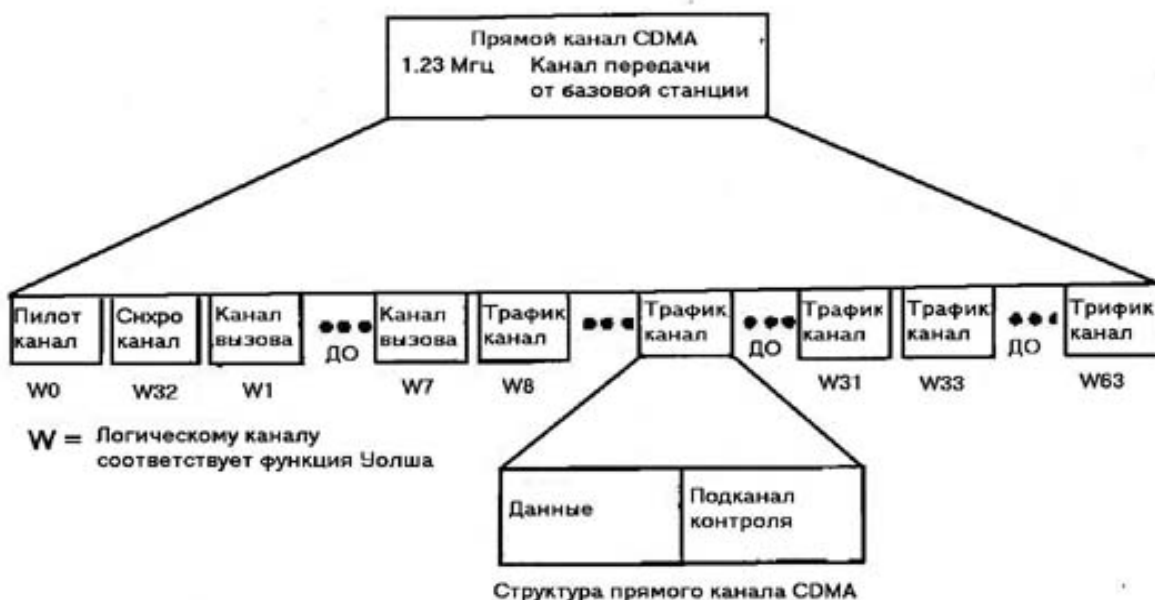 Прямой канал CDMA
1.23 Мгц Канал передачи
от базовой станции
Пилот канал
Снхро канал
Канал вызова
ДО
Канал вызова
Трафик канал
Трафик канал
ДО
Трафик канал
Трафик канал
ДО
Трифик канал
W0
W32
W1
W7
W8
W31
W33
W63
W = Логическому каналу
соответствует функция Уолша
Данные
Подканал
контроля
Структура прямого канала CDMA